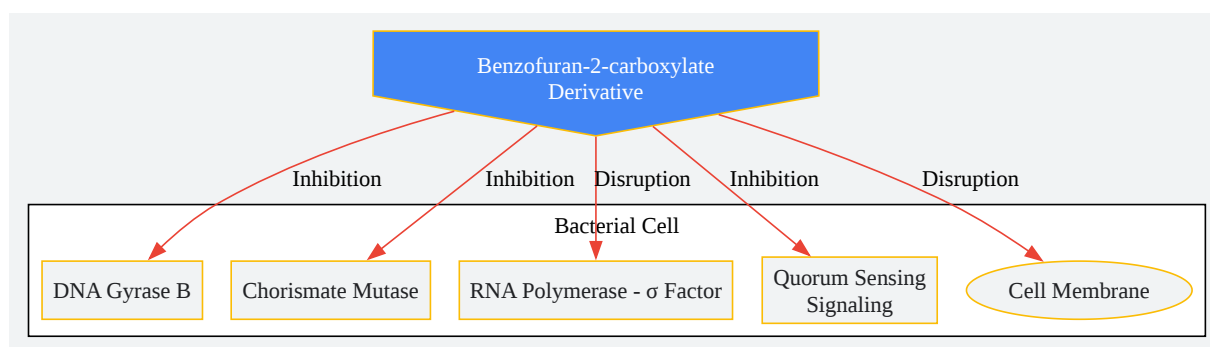 Benzofuran-2-carboxylate
Derivative
Inhibition
Inhibition
Disruption
Inhibition
Disruption
Bacterial Cell
DNA Gyrase B
Chorismate Mutase
RNA Polymerase - σ Factor
Quorum Sensing
Signaling
Cell Membrane